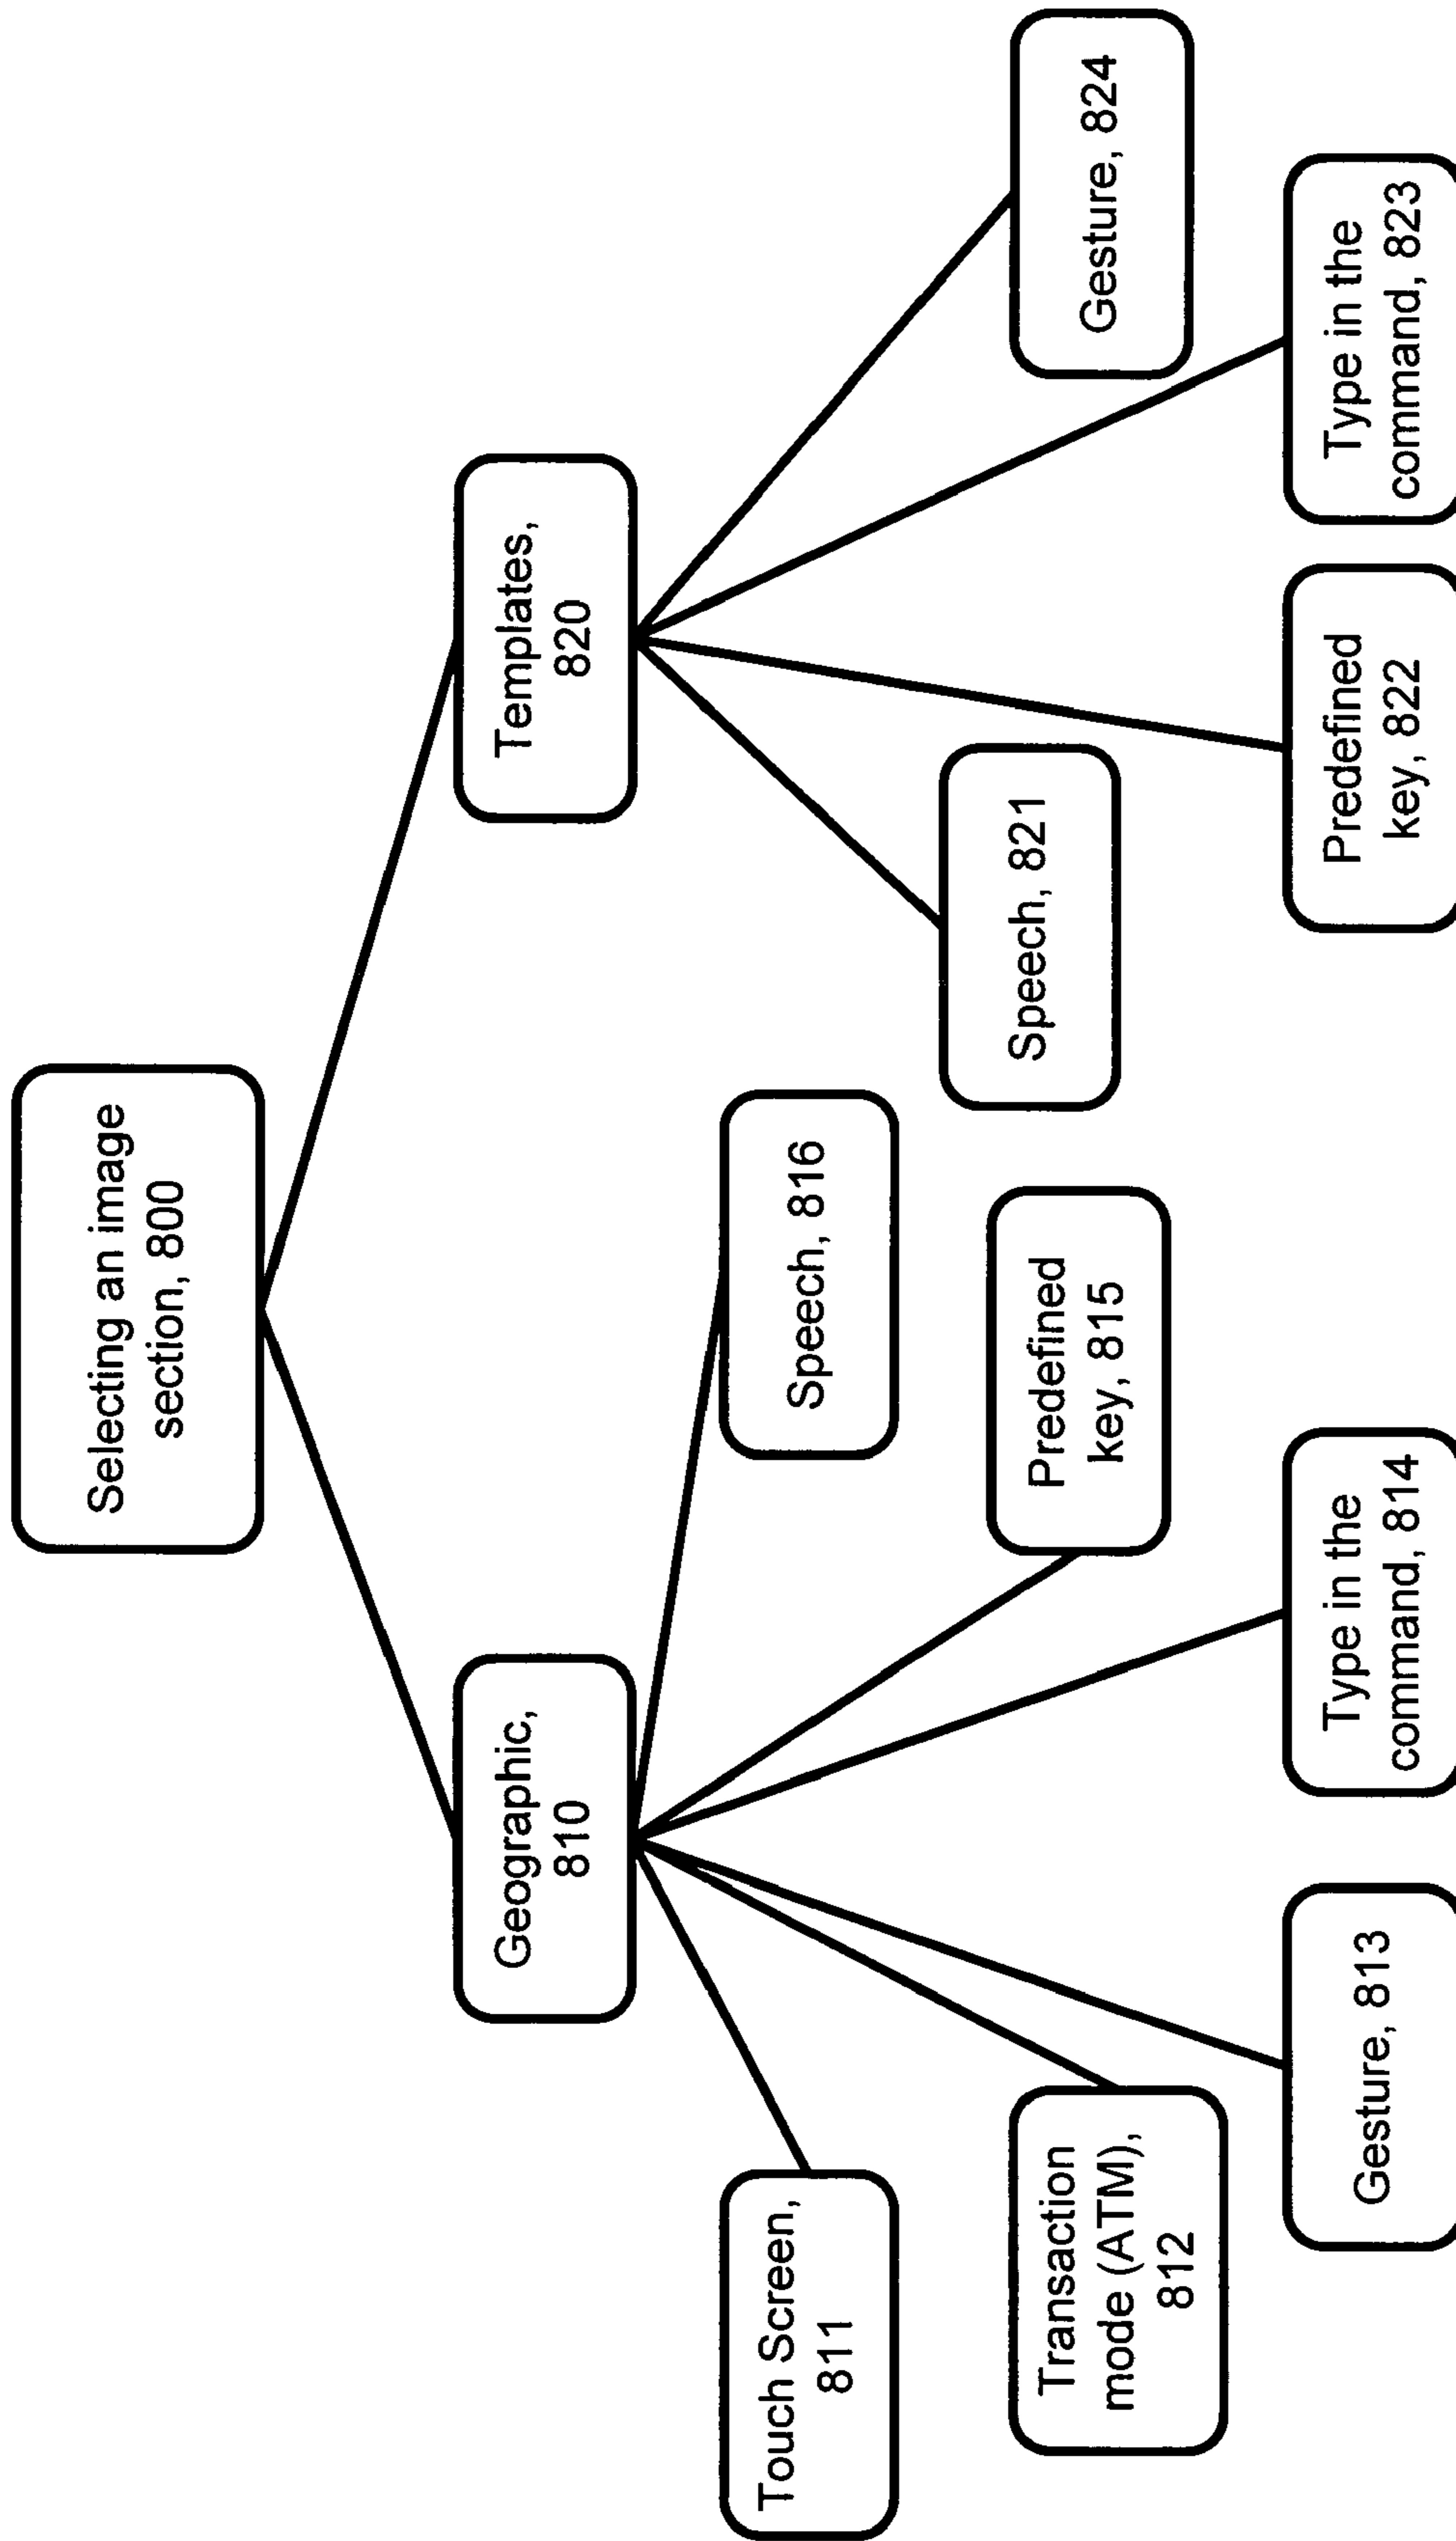 Selecting an image
section, 800
Geographic,
810
Templates,
820
Touch Screen,
811
Transaction
mode (ATM),
812
Gesture, 813
Type in the
command, 814
Predefined
key, 815
Speech, 816
Speech, 821
Predefined
key, 822
Type in the
command, 823
Gesture, 824